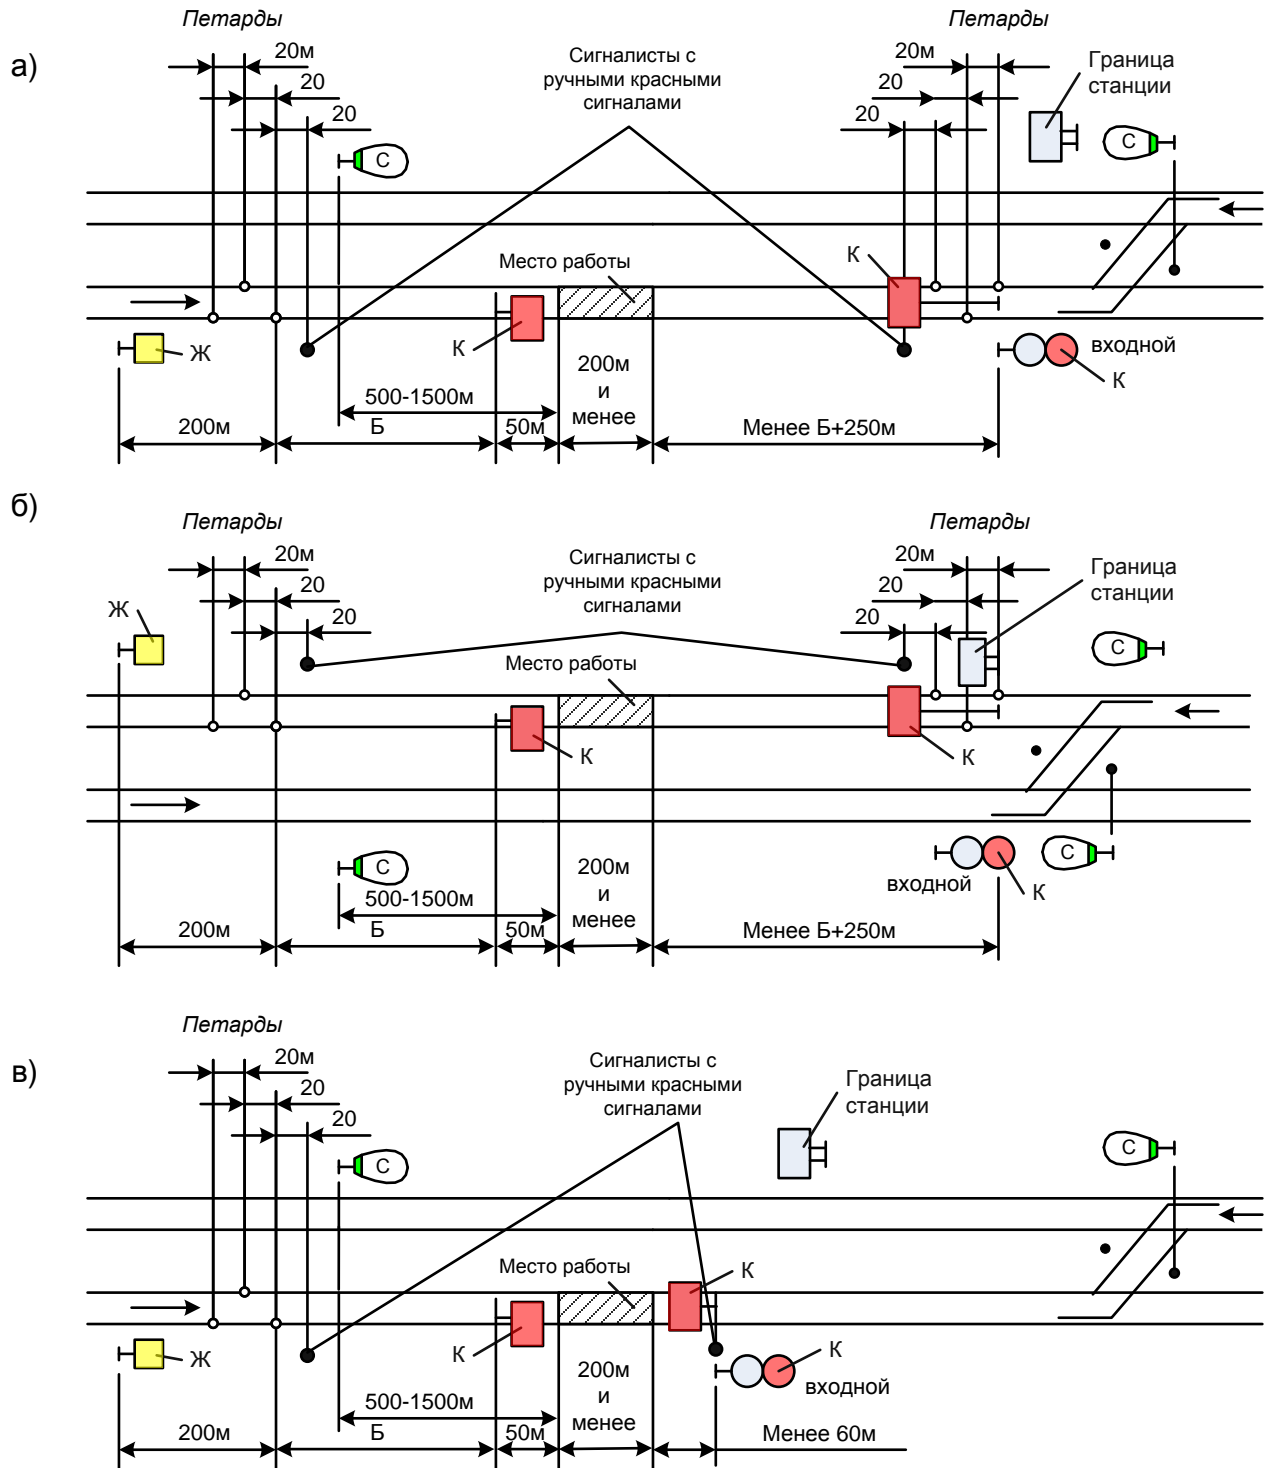 Петарды
Петарды
а)
20м
Сигналисты с
ручными красными
сигналами
20м
Граница
станции
20
20
20
20
С
С
Место работы
К
К
Ж
входной
К
200м
и
менее
500-1500м
200м
Б
50м
Менее Б+250м
б)
Петарды
Петарды
20м
Сигналисты с
ручными красными
сигналами
20м
Граница
станции
20
20
Ж
20
20
С
Место работы
К
К
С
С
входной
К
200м
и
менее
500-1500м
200м
Б
50м
Менее Б+250м
Петарды
в)
20м
Сигналисты с
ручными красными
сигналами
Граница
станции
20
20
С
С
Место работы
К
К
Ж
К
входной
200м
и
менее
500-1500м
200м
Б
50м
Менее 60м